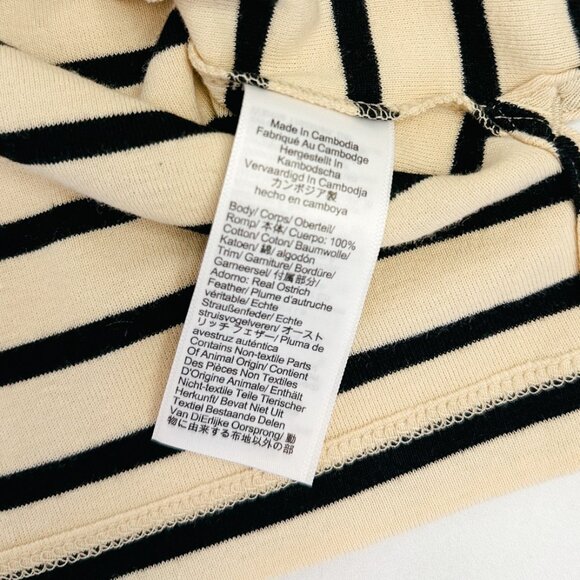 Made In Cambodia
Fabriqué Au Cambodge
Hergestellt In
Kambodscha
Vervaardigd In Cambodja
カンボジア製
hecho en camboya
Body/ Corps/ Oberteil/
Romp/ 本体/ Cuerpo: 100%
Cotton/ Coton/ Baumwolle/
Katoen/ 綿/ algodón
Trim/ Garniture/ Bordüre/
Garneersel/ 付属部分/
Adorno: Real Ostrich
Feather/ Plume d'autruche
véritable/ Echte
Straußenfeder/ Echte
struisvogelveren/ オースト
リッチ フェザー/ Pluma de
avestruz auténtica
Contains Non-textile Parts
Of Animal Origin/ Contient
Des Pièces Non Textiles
D'Origine Animale/ Enthält
Nicht-textile Teile Tierischer
Herkunft/ Bevat Niet Uit
Textiel Bestaande Delen
Van DiErlijke Oorsprong/ 動
物に由来する布地以外の部